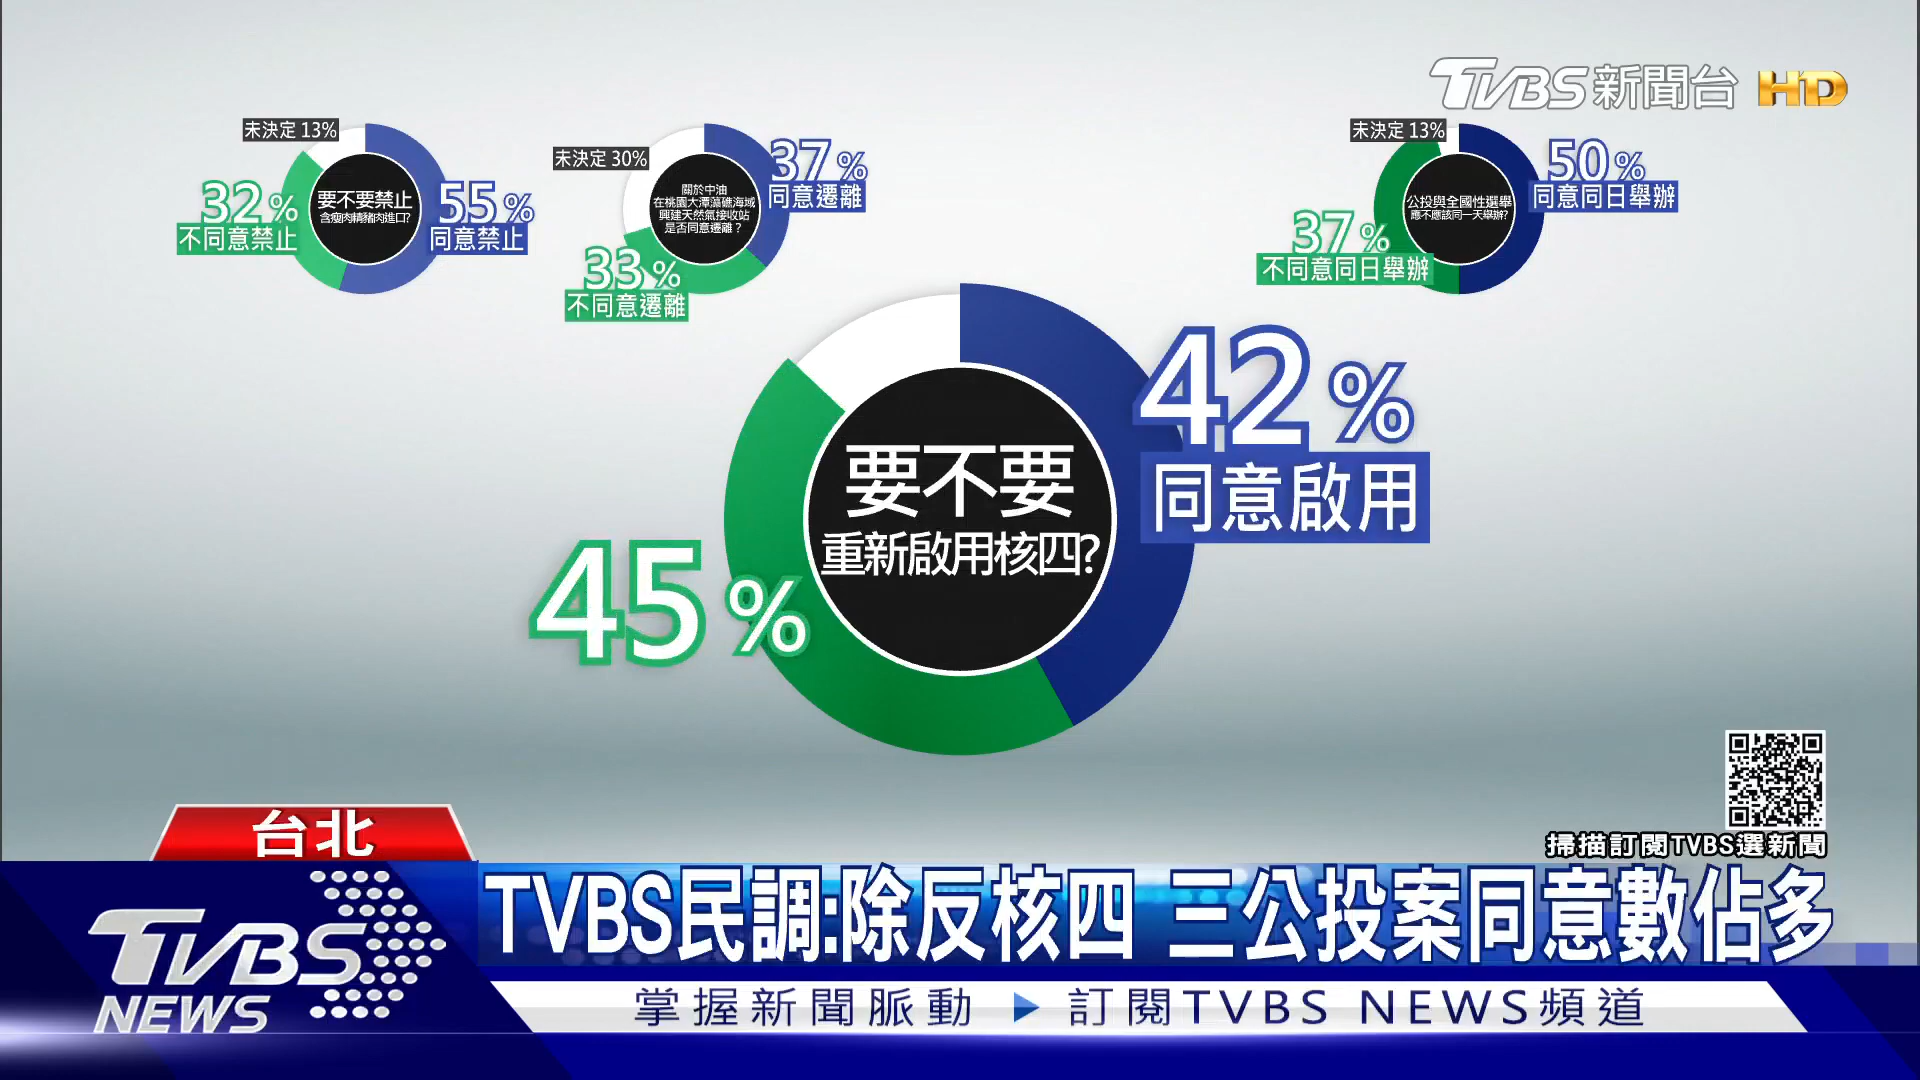 TVBS新聞台 HD
未決定 13%
要不要禁止
含瘦肉精豬肉進口?
32%
不同意禁止
55%
同意禁止
未決定 30%
關於中油
在桃園大潭藻礁海域
興建天然氣接收站
是否同意遷離？
37%
同意遷離
33%
不同意遷離
未決定 13%
公投與全國性選舉
應不應該同一天舉辦?
50%
同意同日舉辦
37%
不同意同日舉辦
要不要
重新啟用核四?
42%
同意啟用
45%
掃描訂閱TVBS選新聞
台北
TVBS民調:除反核四 三公投案同意數佔多
TVBS
NEWS
掌握新聞脈動 ▶ 訂閱TVBS NEWS頻道